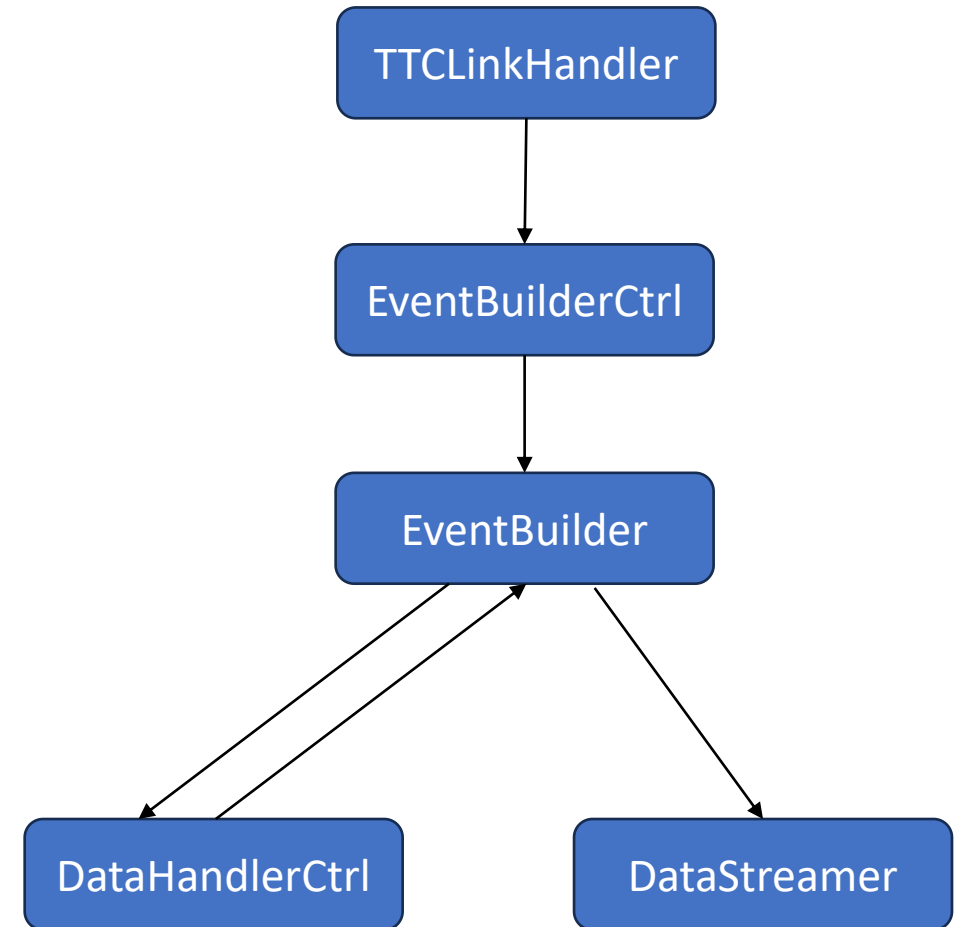 TTCLinkHandler
EventBuilderCtrl
EventBuilder
DataHandlerCtrl
DataStreamer